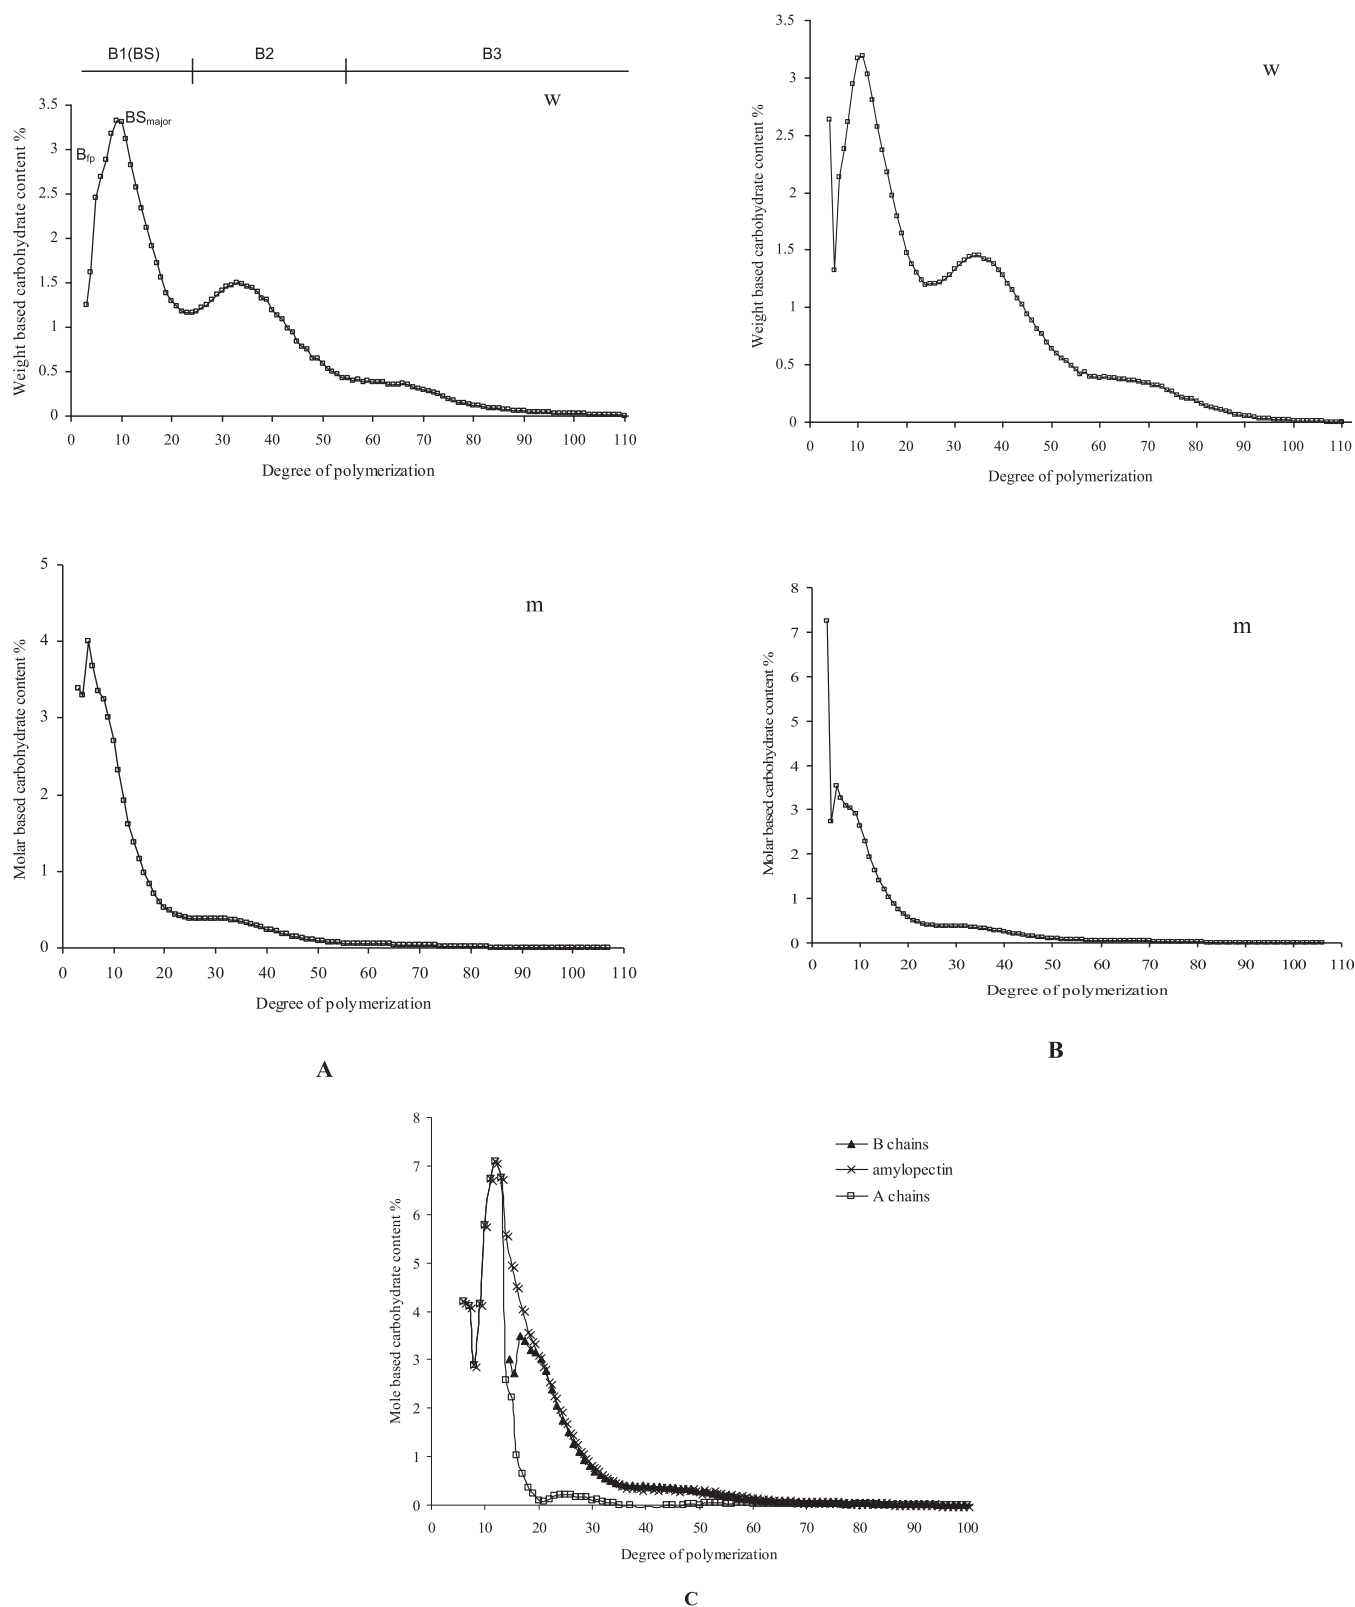 B1(BS) B2 B3
w
BSmajor
Bfp
Weight based carbohydrate content %
3.5
3
2.5
2
1.5
1
0.5
0
0 10 20 30 40 50 60 70 80 90 100 110
Degree of polymerization
w
Weight based carbohydrate content %
3.5
3
2.5
2
1.5
1
0.5
0
0 10 20 30 40 50 60 70 80 90 100 110
Degree of polymerization
m
Molar based carbohydrate content %
5
4
3
2
1
0
0 10 20 30 40 50 60 70 80 90 100 110
Degree of polymerization
A
m
Molar based carbohydrate content %
8
7
6
5
4
3
2
1
0
0 10 20 30 40 50 60 70 80 90 100 110
Degree of polymerization
B
Mole based carbohydrate content %
8
7
6
5
4
3
2
1
0
B chains
amylopectin
A chains
0 10 20 30 40 50 60 70 80 90 100
Degree of polymerization
C